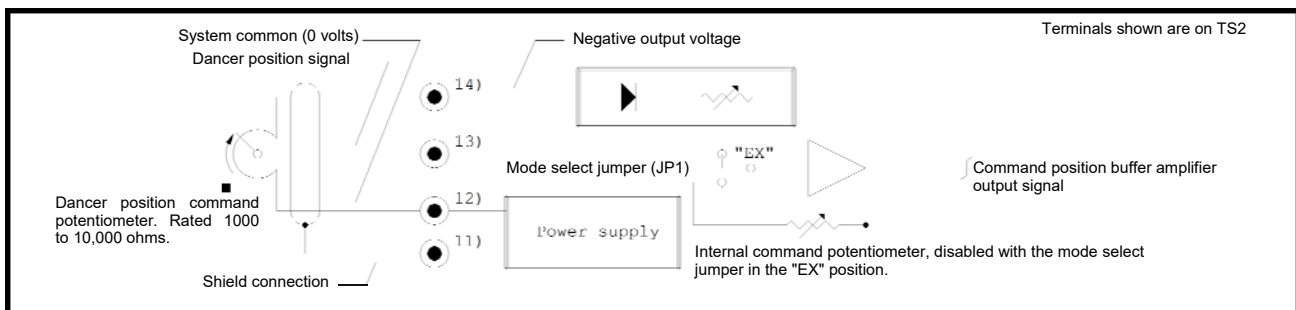 Terminals shown are on TS2
System common (0 volts)
Dancer position signal
Negative output voltage
14)
13)
"EX"
Mode select jumper (JP1)
Command position buffer amplifier
output signal
Dancer position command
potentiometer. Rated 1000
to 10,000 ohms.
12)
Power supply
11)
Internal command potentiometer, disabled with the mode select
jumper in the "EX" position.
Shield connection